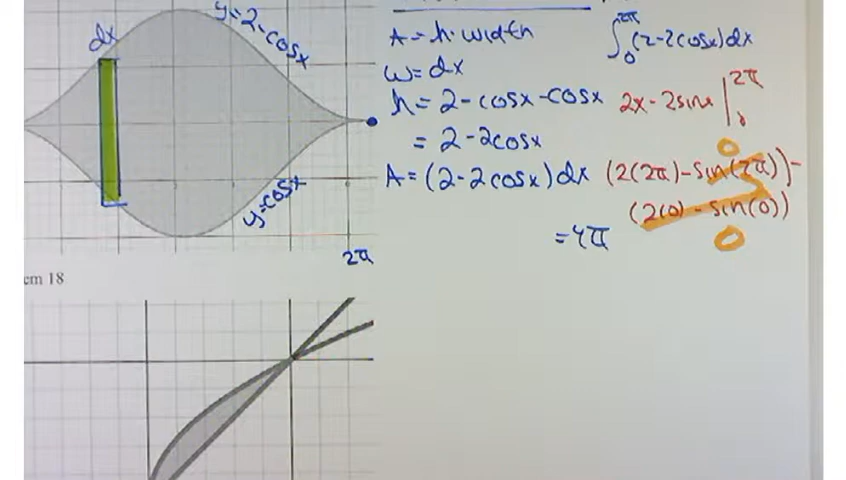 y=2-cosx
dx
y=cosx
2π
em 18
A=h·width
w=dx
h=2-cosx-cosx
=2-2cosx
A=(2-2cosx)dx
∫₀^2π (2-2cosx)dx
2x-2sinx |₀^2π
0
(2(2π)-sin(2π))-
(2(0)-sin(0))
0
=4π